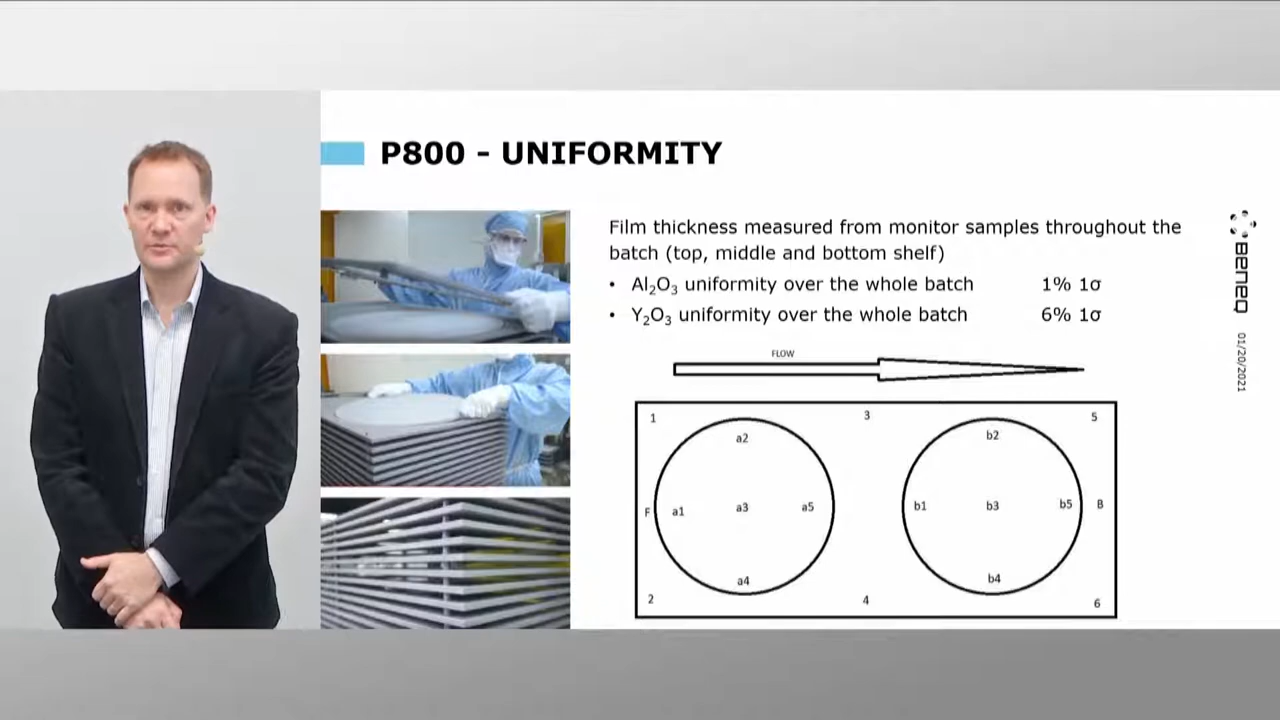 P800 - UNIFORMITY
Film thickness measured from monitor samples throughout the
batch (top, middle and bottom shelf)
• Al₂O₃ uniformity over the whole batch 1% 1σ
• Y₂O₃ uniformity over the whole batch 6% 1σ
FLOW
1 3 5
a2 b2
F a1 a3 a5 b1 b3 b5 B
a4 b4
2 4 6
BENEQ
01/20/2021